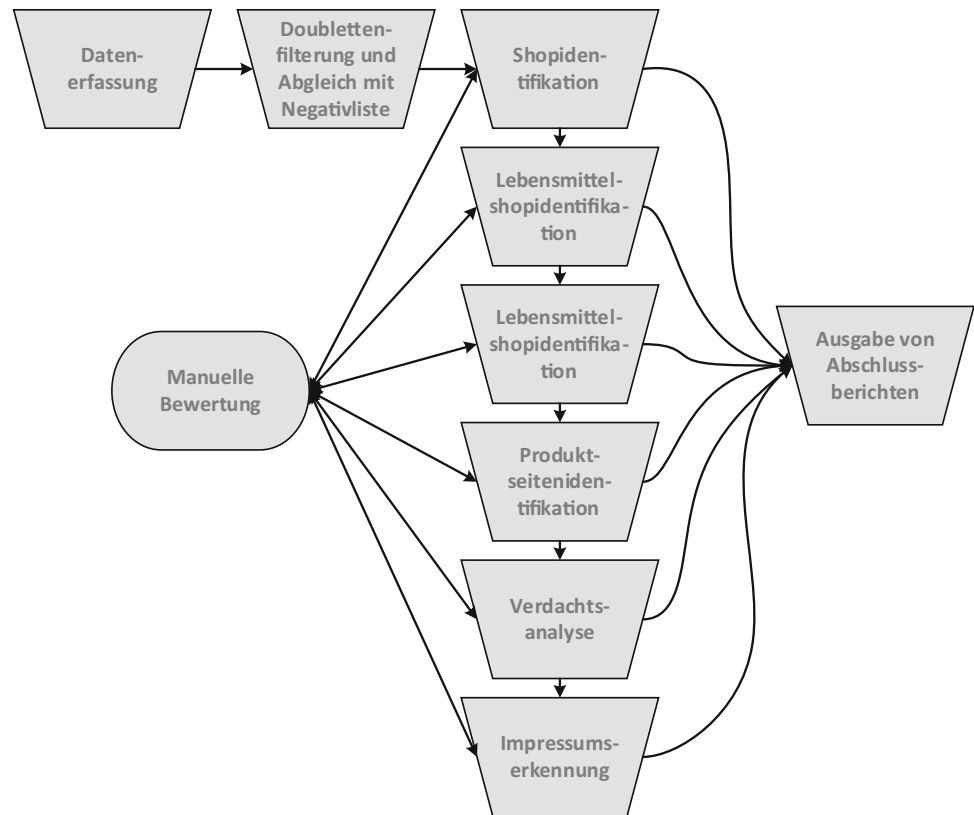 Daten-
erfassung
Doubletten-
filterung und
Abgleich mit
Negativliste
Shopiden-
tifikation
Lebensmittel-
shopidentifika-
tion
Lebensmittel-
shopidentifika-
tion
Manuelle
Bewertung
Ausgabe von
Abschluss-
berichten
Produkt-
seiteniden-
tifikation
Verdachts-
analyse
Impressums-
erkennung